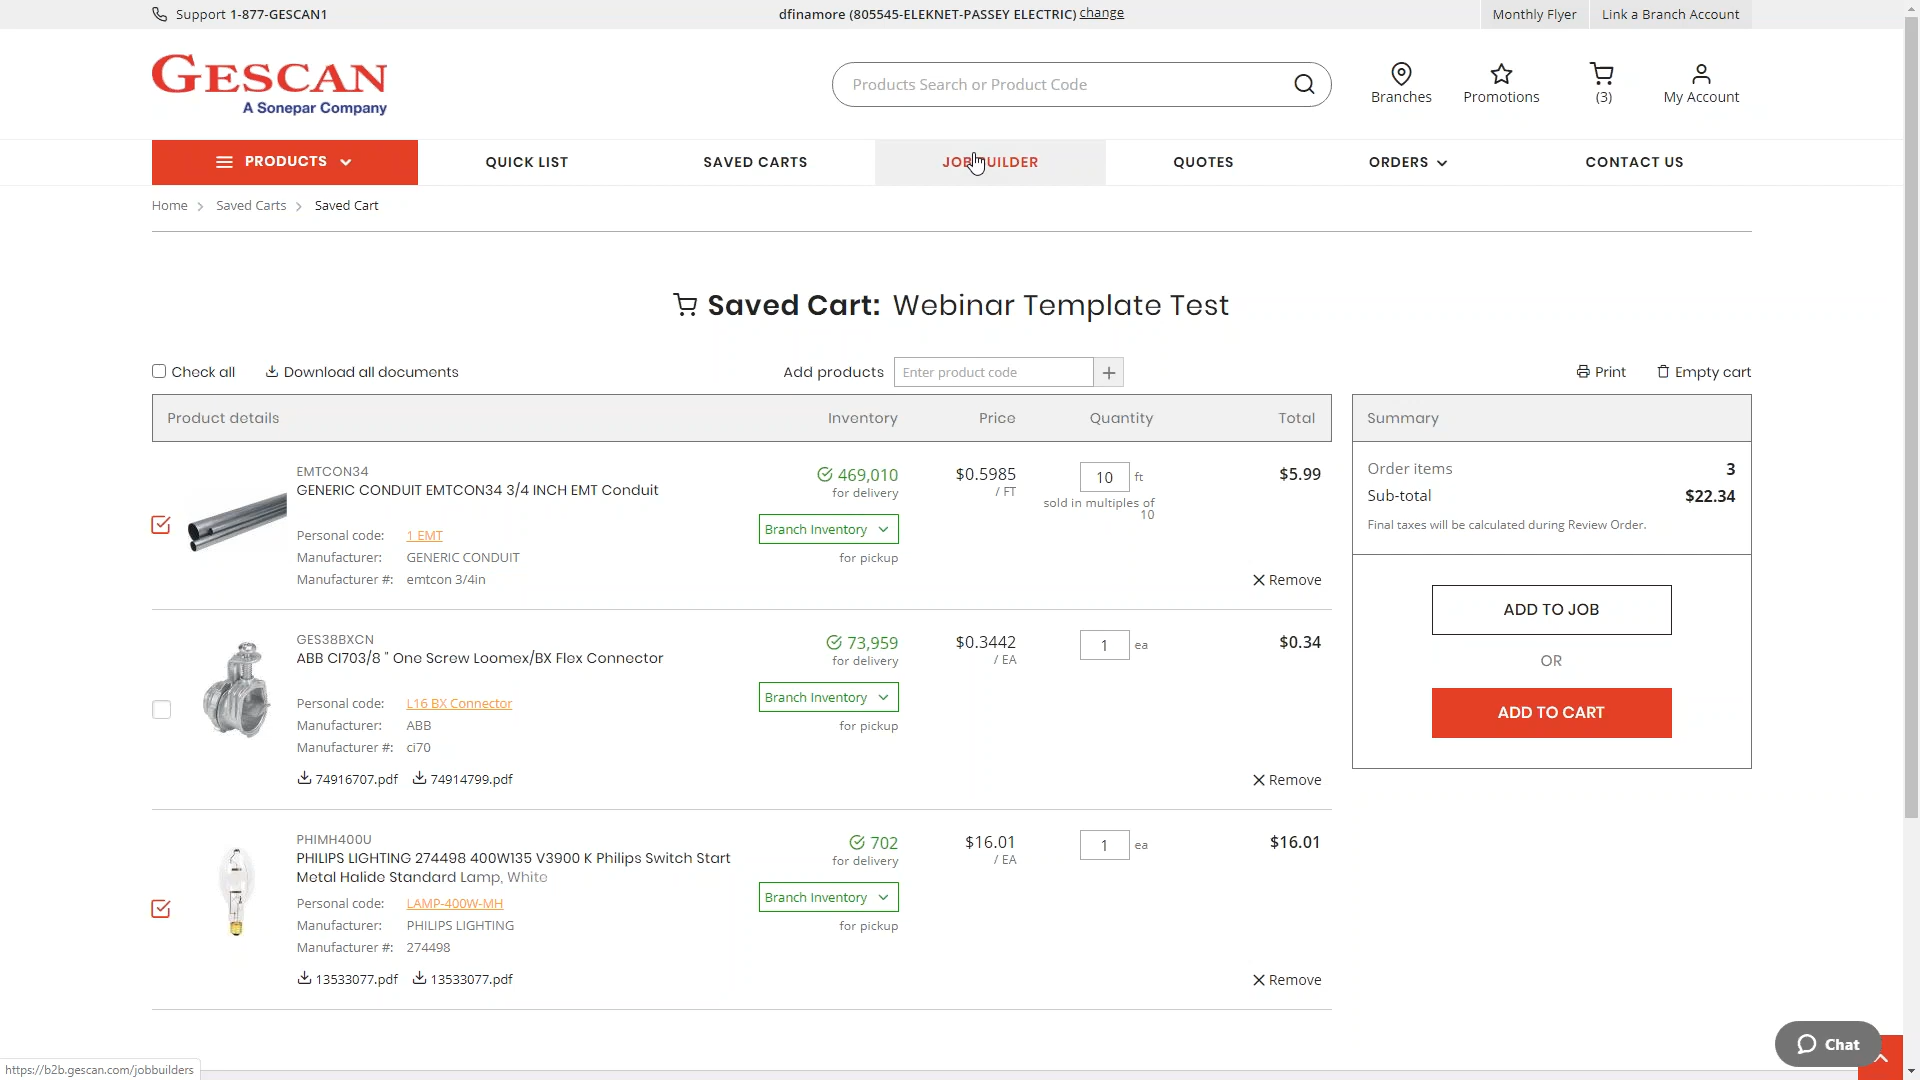 Support 1-877-GESCAN1
dfinamore (805545-ELEKNET-PASSEY ELECTRIC) change
Monthly Flyer
Link a Branch Account
GESCAN
A Sonepar Company
Products Search or Product Code
Branches
Promotions
(3)
My Account
PRODUCTS
QUICK LIST
SAVED CARTS
JOBBUILDER
QUOTES
ORDERS
CONTACT US
Home > Saved Carts > Saved Cart
Saved Cart: Webinar Template Test
Check all
Download all documents
Add products
Enter product code
+
Print
Empty cart
Product details
Inventory
Price
Quantity
Total
EMTCON34
GENERIC CONDUIT EMTCON34 3/4 INCH EMT Conduit
Personal code: 1 EMT
Manufacturer: GENERIC CONDUIT
Manufacturer #: emtcon 3/4in
469,010
for delivery
Branch Inventory
for pickup
$0.5985
/ FT
10 ft
sold in multiples of
10
$5.99
Remove
GES38BXCN
ABB CI703/8 " One Screw Loomex/BX Flex Connector
Personal code: L16 BX Connector
Manufacturer: ABB
Manufacturer #: ci70
74916707.pdf 74914799.pdf
73,959
for delivery
Branch Inventory
for pickup
$0.3442
/ EA
1 ea
$0.34
Remove
PHIMH400U
PHILIPS LIGHTING 274498 400W135 V3900 K Philips Switch Start
Metal Halide Standard Lamp, White
Personal code: LAMP-400W-MH
Manufacturer: PHILIPS LIGHTING
Manufacturer #: 274498
13533077.pdf 13533077.pdf
702
for delivery
Branch Inventory
for pickup
$16.01
/ EA
1 ea
$16.01
Remove
Summary
Order items 3
Sub-total $22.34
Final taxes will be calculated during Review Order.
ADD TO JOB
OR
ADD TO CART
Chat
https://b2b.gescan.com/jobbuilders